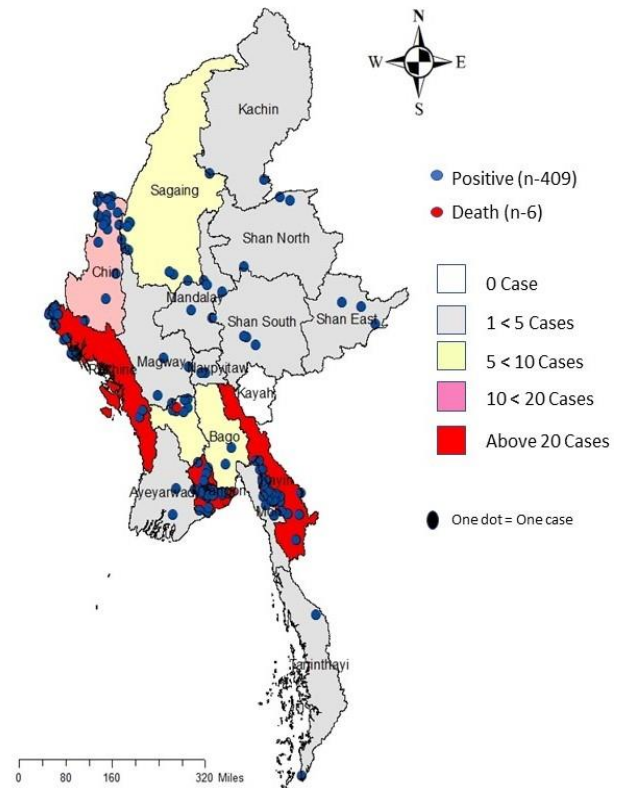 N
W E
S
Kachin
Positive (n-409)
Sagaing
Death (n-6)
Shan North
Chin
0 Case
Mandalay
1 < 5 Cases
Shan South
Shan East
5 < 10 Cases
Magway
Naypyitaw
Kayah
10 < 20 Cases
Bago
Above 20 Cases
Ayeyarwady
One dot = One case
Taninthayi
0 80 160 320 Miles